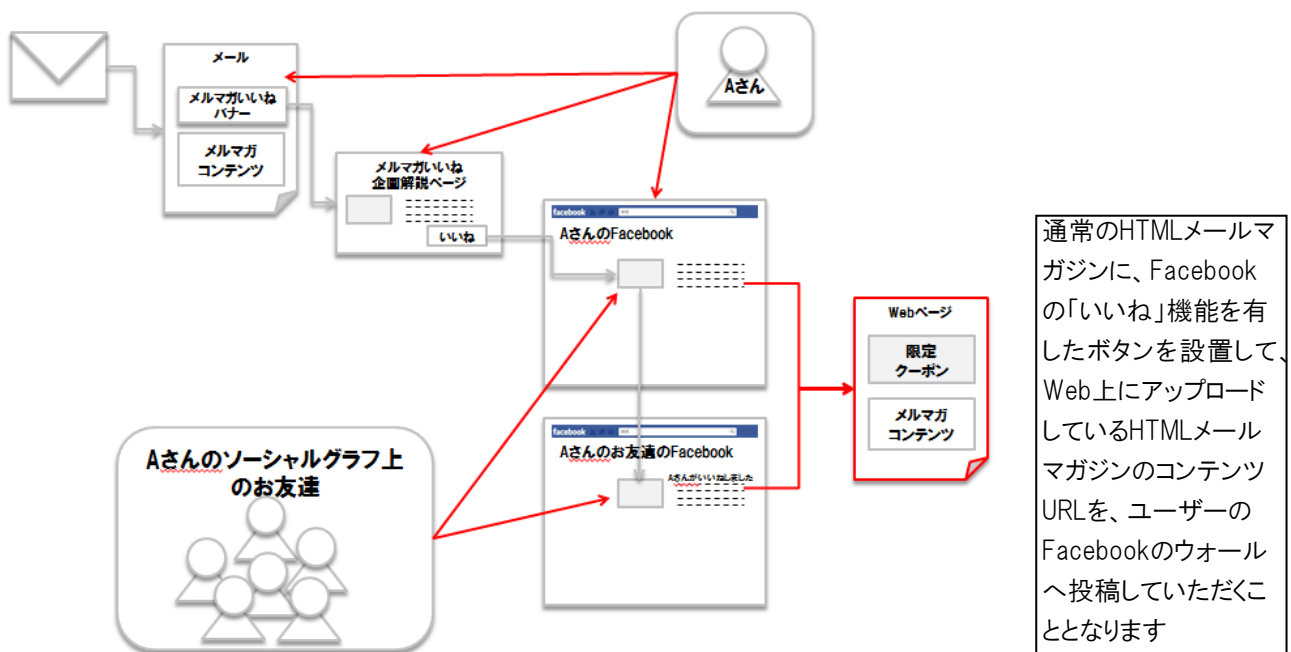 メール
メルマガいいね
バナー
メルマガ
コンテンツ
Aさん
メルマガいいね
企画解説ページ
いいね
facebook
検索
AさんのFacebook
Webページ
限定
クーポン
メルマガ
コンテンツ
facebook
検索
Aさんのお友達のFacebook
Aさんがいいねしました
Aさんのソーシャルグラフ上
のお友達
通常のHTMLメールマ
ガジンに、Facebook
の「いいね」機能を有
したボタンを設置して、
Web上にアップロード
しているHTMLメール
マガジンのコンテンツ
URLを、ユーザーの
Facebookのウォール
へ投稿していただくこ
ととなります